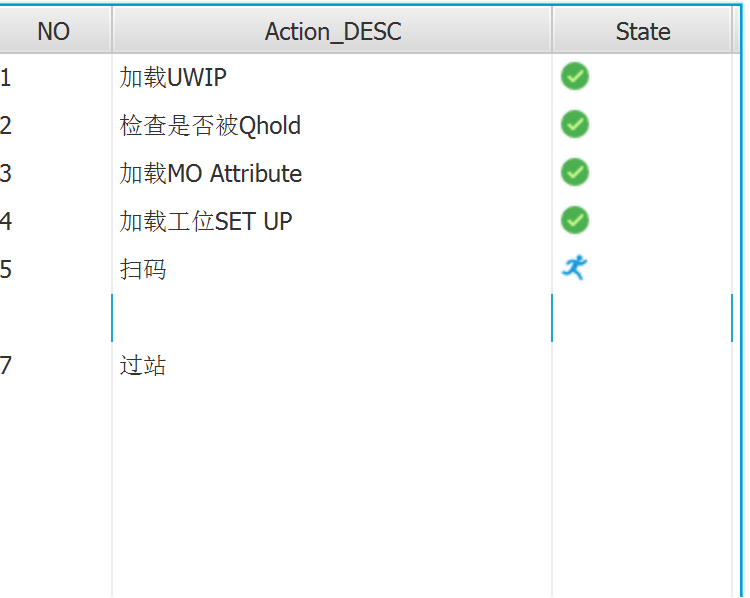 NO Action_DESC State
1 加载UWIP
2 检查是否被Qhold
3 加载MO Attribute
4 加载工位SET UP
5 扫码
7 过站